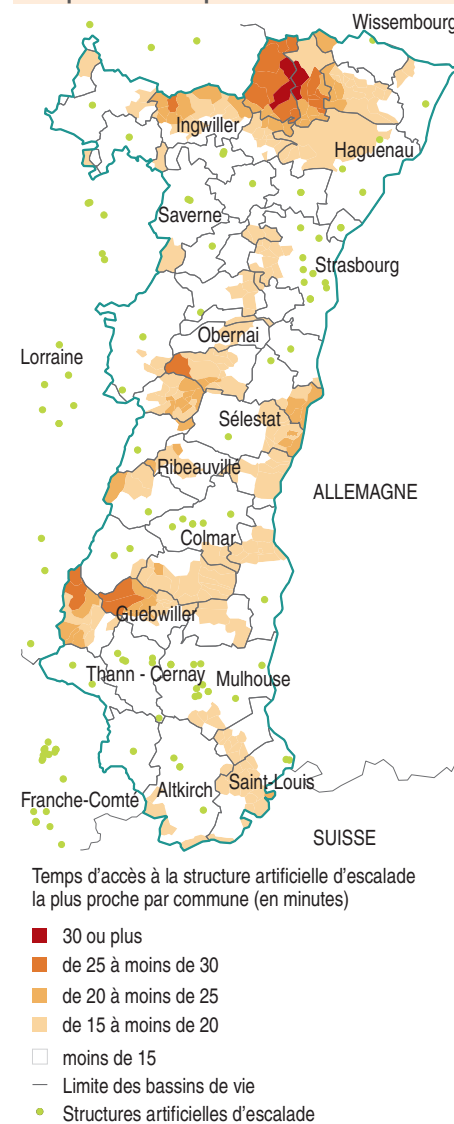 Wissembourg
Ingwiller
Haguenau
Saverne
Strasbourg
Obernai
Lorraine
Sélestat
Ribeauvillé
ALLEMAGNE
Colmar
Guebwiller
Thann - Cernay
Mulhouse
Franche-Comté
Altkirch
Saint-Louis
SUISSE
Temps d'accès à la structure artificielle d'escalade
la plus proche par commune (en minutes)
30 ou plus
de 25 à moins de 30
de 20 à moins de 25
de 15 à moins de 20
moins de 15
Limite des bassins de vie
Structures artificielles d'escalade